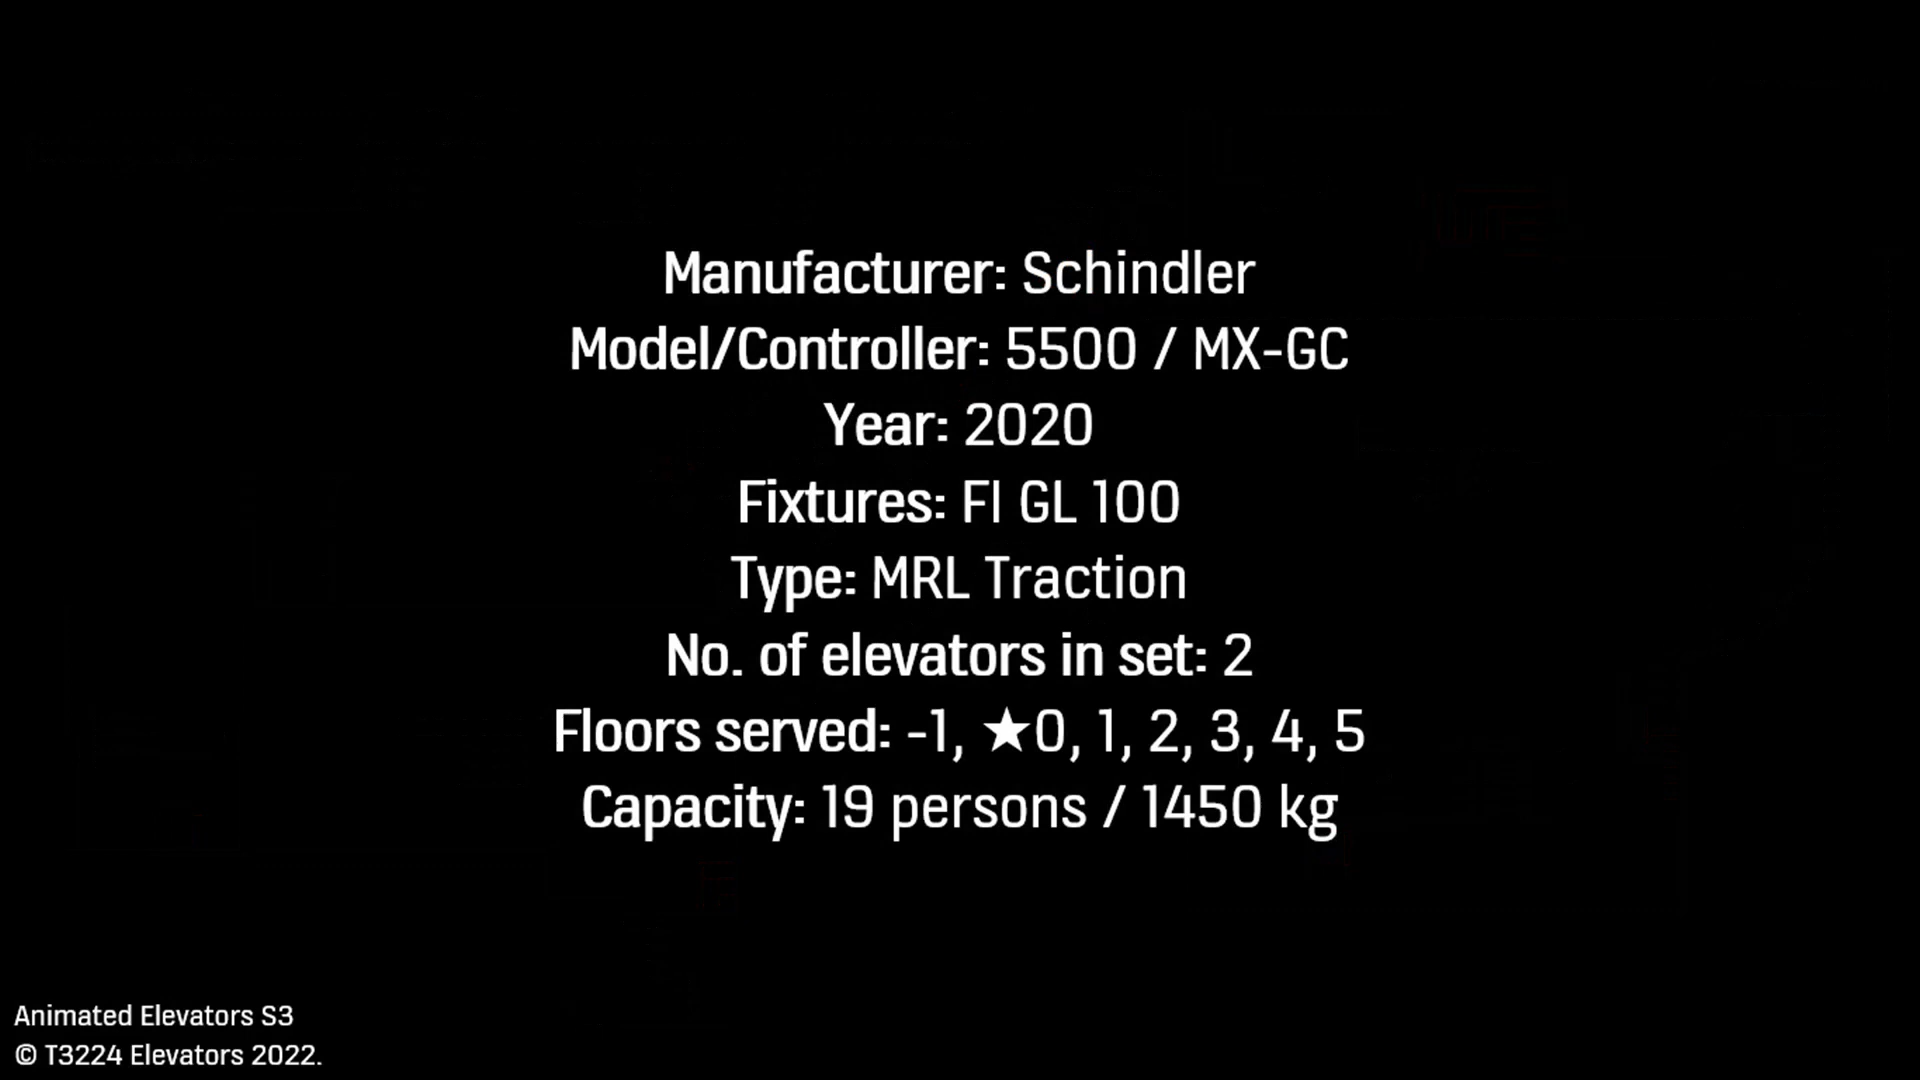 Manufacturer: Schindler
Model/Controller: 5500 / MX-GC
Year: 2020
Fixtures: FI GL 100
Type: MRL Traction
No. of elevators in set: 2
Floors served: -1, ★0, 1, 2, 3, 4, 5
Capacity: 19 persons / 1450 kg
Animated Elevators S3
© T3224 Elevators 2022.